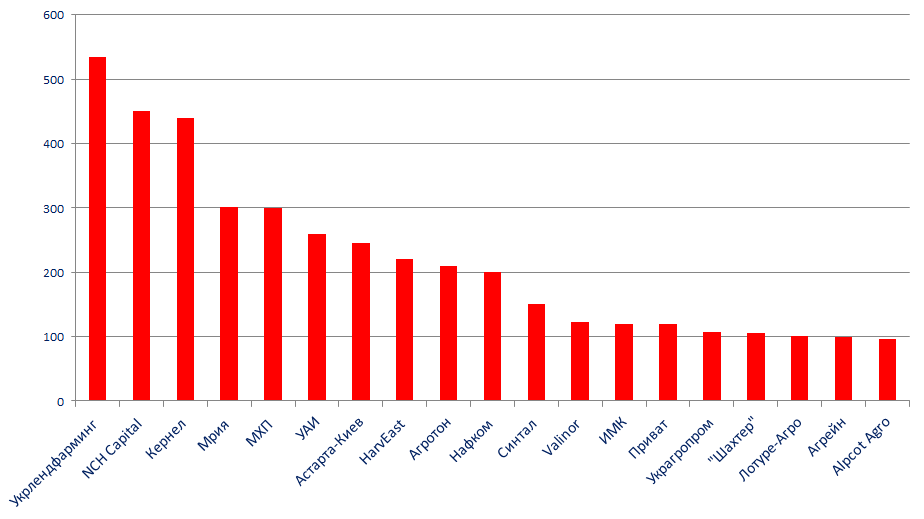 600
500
400
300
200
100
0
Укрлендфарминг
NCH Capital
Кернел
Мрия
МХП
УАИ
Астарта-Киев
HarvEast
Агротон
Нафком
Синтал
Valinor
ИМК
Приват
Украгропром
"Шахтер"
Лотуре-Агро
Агрейн
Alpcot Agro